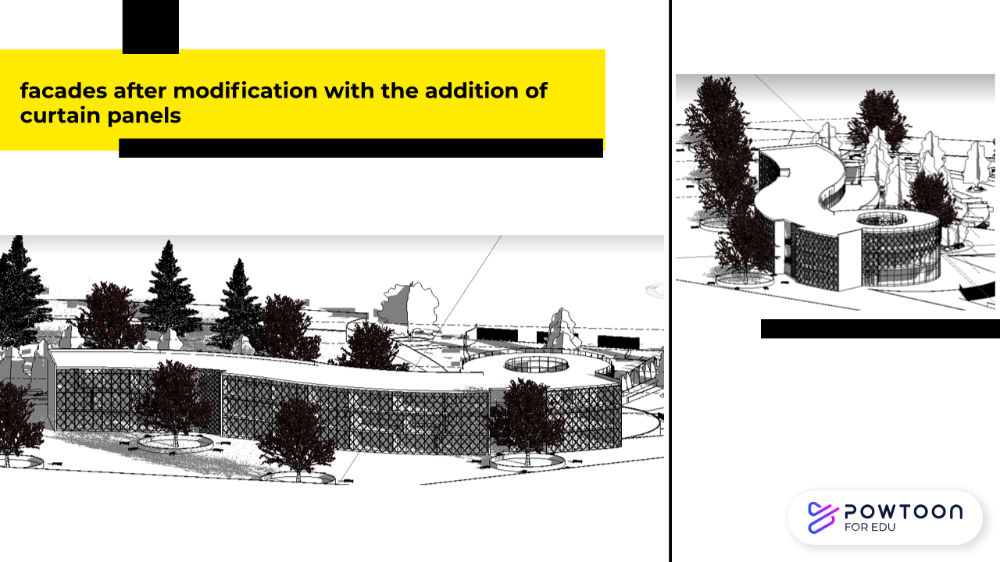 facades after modification with the addition of
curtain panels
POWTOON
FOR EDU